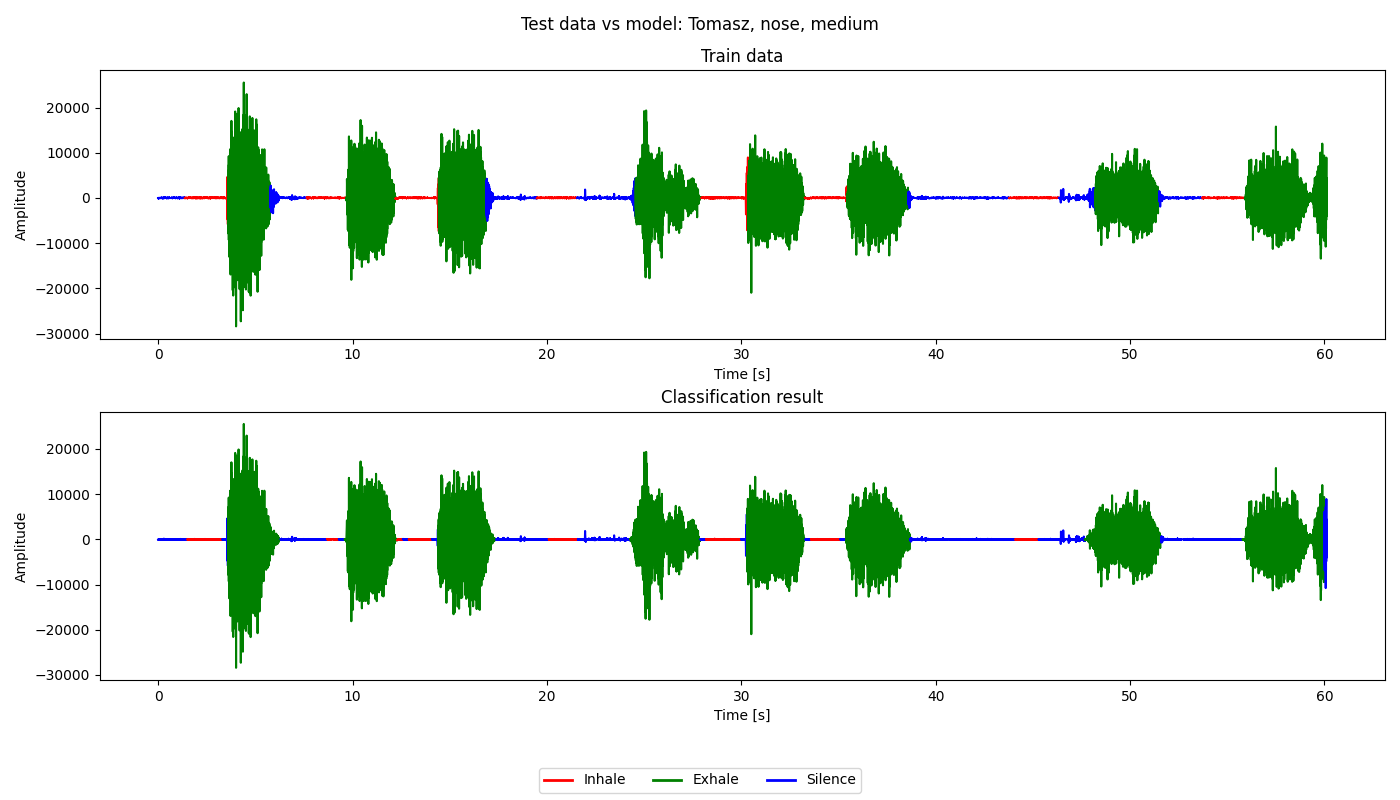 Test data vs model: Tomasz, nose, medium
Train data
Amplitude
20000
10000
0
−10000
−20000
−30000
0 10 20 30 40 50 60
Time [s]
Classification result
Amplitude
20000
10000
0
−10000
−20000
−30000
0 10 20 30 40 50 60
Time [s]
Inhale Exhale Silence